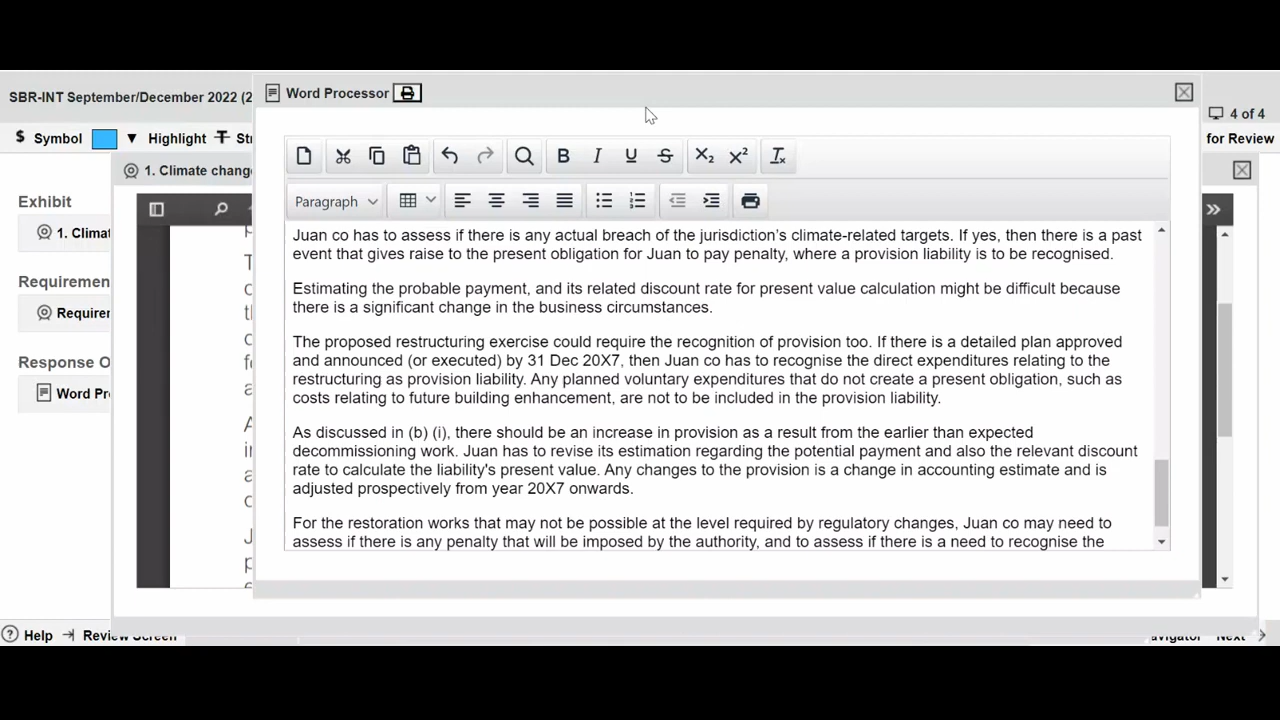 SBR-INT September/December 2022 (2
Word Processor
4 of 4
$ Symbol
Highlight
for Review
1. Climate chang
Exhibit
1. Climat
Requiremen
Requirer
Response O
Word Pr
Paragraph
Juan co has to assess if there is any actual breach of the jurisdiction's climate-related targets. If yes, then there is a past
event that gives raise to the present obligation for Juan to pay penalty, where a provision liability is to be recognised.
Estimating the probable payment, and its related discount rate for present value calculation might be difficult because
there is a significant change in the business circumstances.
The proposed restructuring exercise could require the recognition of provision too. If there is a detailed plan approved
and announced (or executed) by 31 Dec 20X7, then Juan co has to recognise the direct expenditures relating to the
restructuring as provision liability. Any planned voluntary expenditures that do not create a present obligation, such as
costs relating to future building enhancement, are not to be included in the provision liability.
As discussed in (b) (i), there should be an increase in provision as a result from the earlier than expected
decommissioning work. Juan has to revise its estimation regarding the potential payment and also the relevant discount
rate to calculate the liability's present value. Any changes to the provision is a change in accounting estimate and is
adjusted prospectively from year 20X7 onwards.
For the restoration works that may not be possible at the level required by regulatory changes, Juan co may need to
assess if there is any penalty that will be imposed by the authority, and to assess if there is a need to recognise the
Help
Review Screen
Next